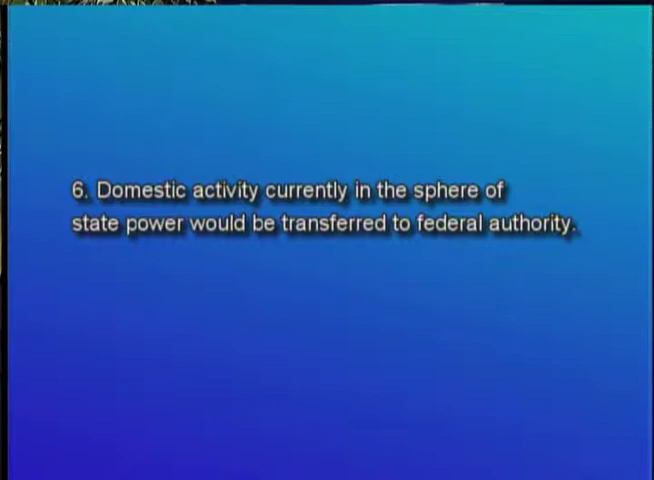 6. Domestic activity currently in the sphere of
state power would be transferred to federal authority.